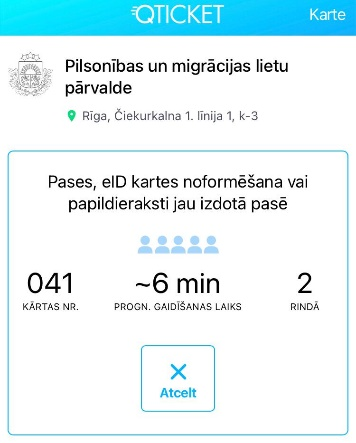 QTICKET
Karte
Pilsonības un migrācijas lietu
pārvalde
Rīga, Čiekurkalna 1. līnija 1, k-3
Pases, eID kartes noformēšana vai
papildieraksti jau izdotā pasē
041
~6 min
2
KĀRTAS NR.
PROGN. GAIDĪŠANAS LAIKS
RINDĀ
Atcelt